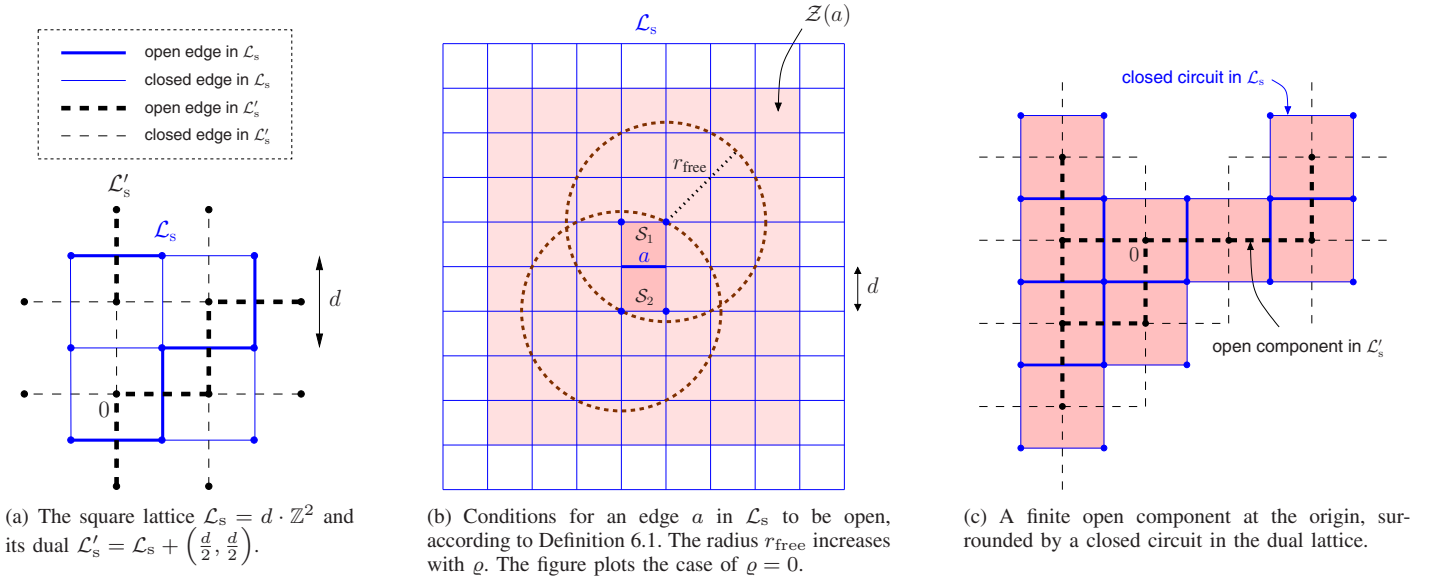 open edge in ℒₛ
closed edge in ℒₛ
open edge in ℒ′ₛ
closed edge in ℒ′ₛ
ℒ′ₛ
ℒₛ
d
0
(a) The square lattice ℒₛ = d · ℤ² and
its dual ℒ′ₛ = ℒₛ + (d/2, d/2).
ℒₛ
𝒵(a)
r_free
𝒮₁
a
𝒮₂
d
(b) Conditions for an edge a in ℒₛ to be open,
according to Definition 6.1. The radius r_free increases
with ϱ. The figure plots the case of ϱ = 0.
closed circuit in ℒₛ
0
open component in ℒ′ₛ
(c) A finite open component at the origin, sur-
rounded by a closed circuit in the dual lattice.